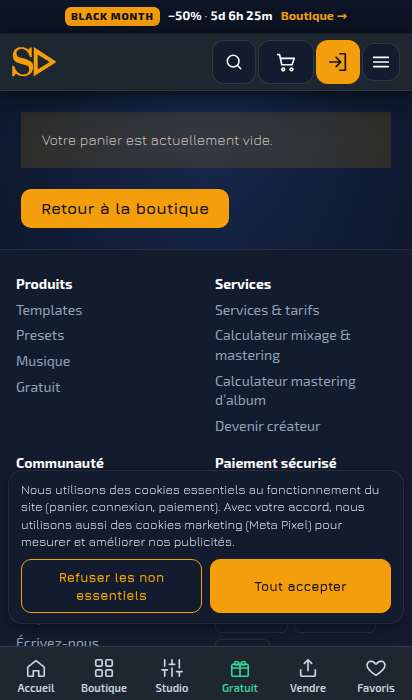 BLACK MONTH −50% · 5d 6h 25m Boutique →
S
Votre panier est actuellement vide.
Retour à la boutique
Produits
Templates
Presets
Musique
Gratuit
Services
Services & tarifs
Calculateur mixage &
mastering
Calculateur mastering
d'album
Devenir créateur
Communauté
Paiement sécurisé
Nous utilisons des cookies essentiels au fonctionnement du
site (panier, connexion, paiement). Avec votre accord, nous
utilisons aussi des cookies marketing (Meta Pixel) pour
mesurer et améliorer nos publicités.
Refuser les non
essentiels
Tout accepter
Écrivez-nous
Accueil
Boutique
Studio
Gratuit
Vendre
Favoris